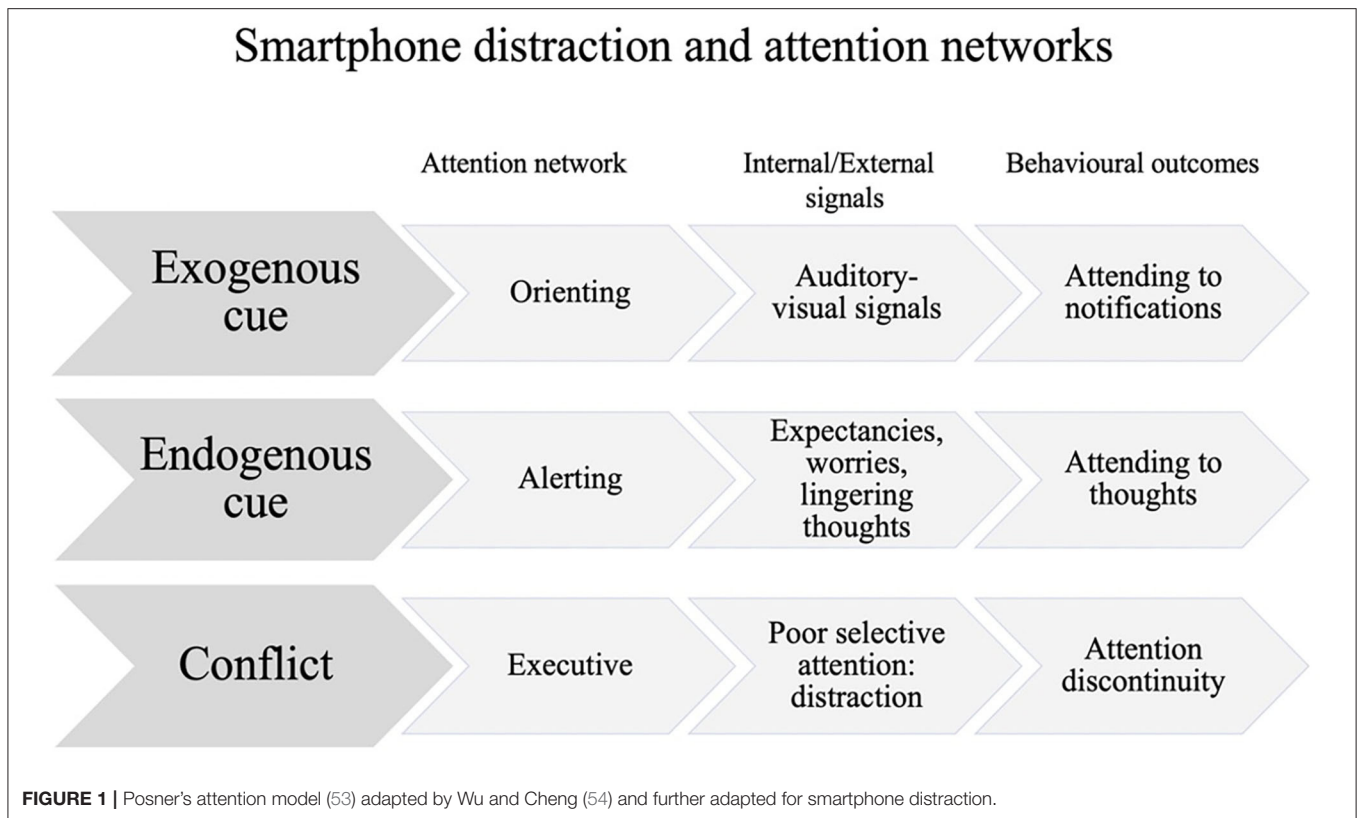 Smartphone distraction and attention networks
Attention network
Internal/External
signals
Behavioural outcomes
Exogenous
cue
Orienting
Auditory-
visual signals
Attending to
notifications
Endogenous
cue
Alerting
Expectancies,
worries,
lingering
thoughts
Attending to
thoughts
Conflict
Executive
Poor selective
attention:
distraction
Attention
discontinuity
FIGURE 1 | Posner's attention model (53) adapted by Wu and Cheng (54) and further adapted for smartphone distraction.